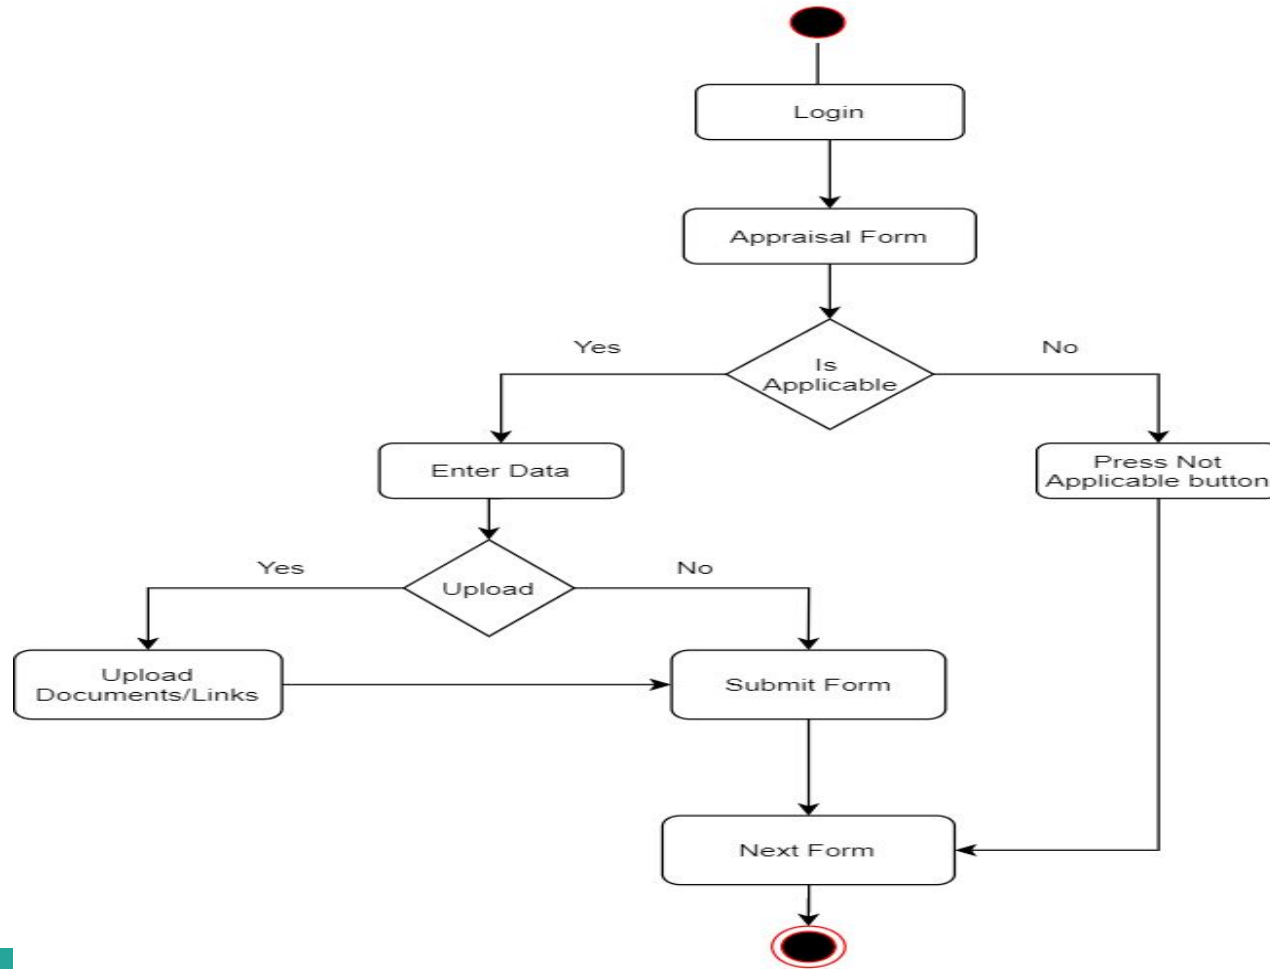 Login
Appraisal Form
Yes
No
Is
Applicable
Enter Data
Press Not
Applicable button
Yes
No
Upload
Upload
Documents/Links
Submit Form
Next Form